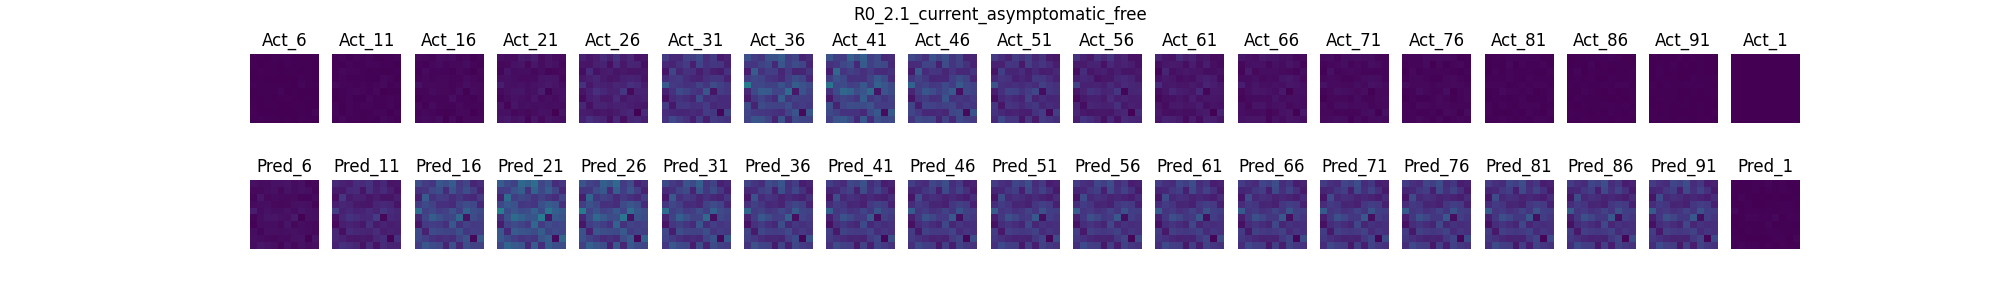 R0_2.1_current_asymptomatic_free
Act_6 Act_11 Act_16 Act_21 Act_26 Act_31 Act_36 Act_41 Act_46 Act_51 Act_56 Act_61 Act_66 Act_71 Act_76 Act_81 Act_86 Act_91 Act_1
Pred_6 Pred_11 Pred_16 Pred_21 Pred_26 Pred_31 Pred_36 Pred_41 Pred_46 Pred_51 Pred_56 Pred_61 Pred_66 Pred_71 Pred_76 Pred_81 Pred_86 Pred_91 Pred_1